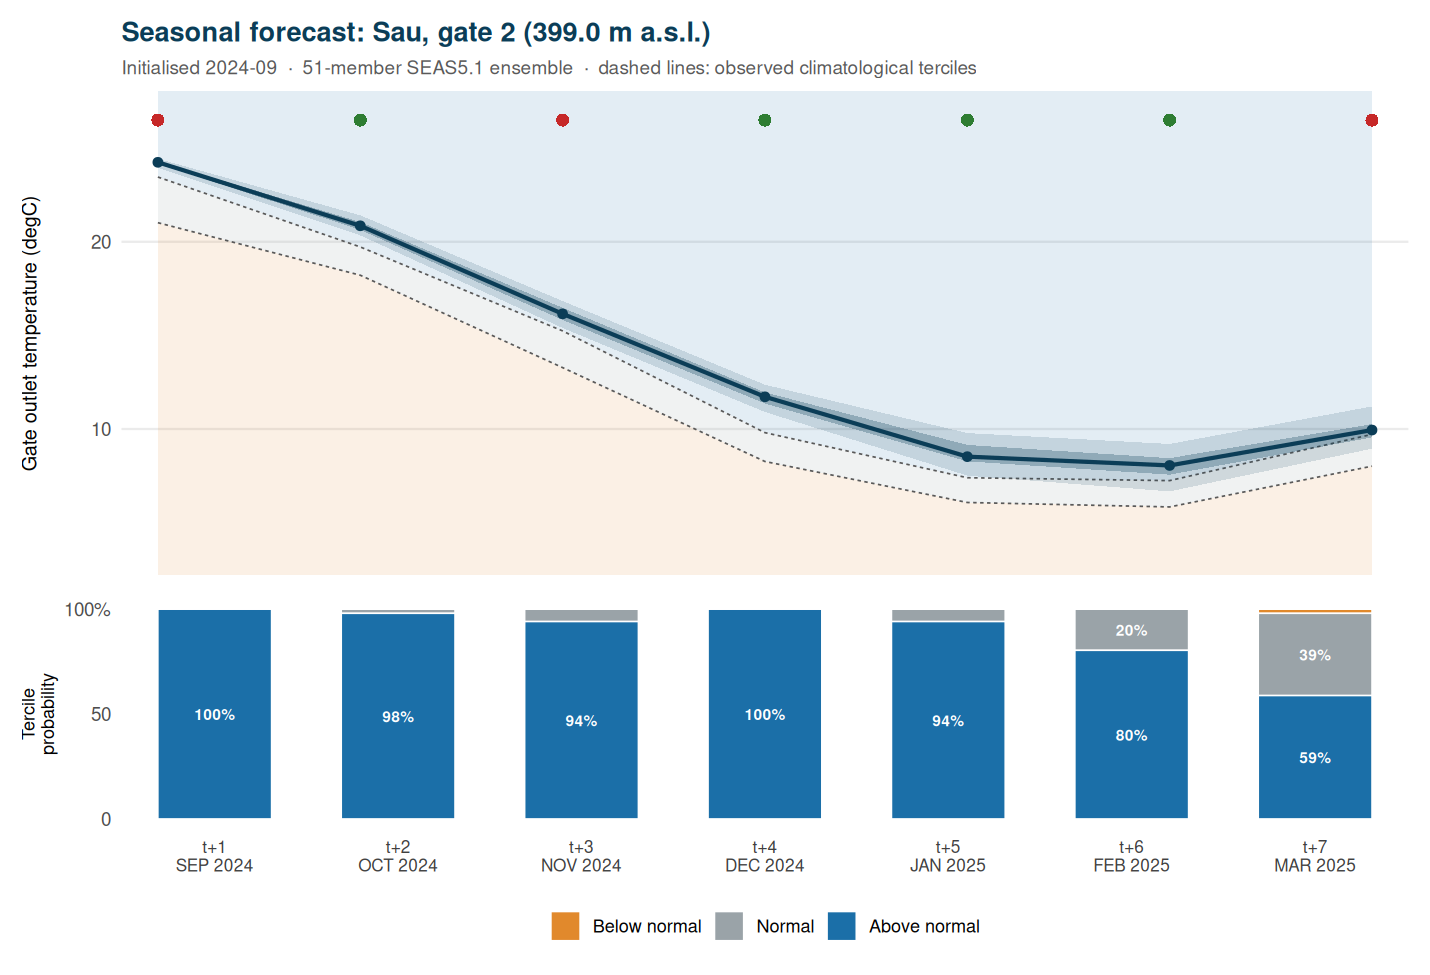 Seasonal forecast: Sau, gate 2 (399.0 m a.s.l.)
Initialised 2024-09 · 51-member SEAS5.1 ensemble · dashed lines: observed climatological terciles
Gate outlet temperature (degC)
20
10
Tercile
probability
100%
50
0
100%
98%
94%
100%
94%
20%
80%
39%
59%
t+1
SEP 2024
t+2
OCT 2024
t+3
NOV 2024
t+4
DEC 2024
t+5
JAN 2025
t+6
FEB 2025
t+7
MAR 2025
Below normal
Normal
Above normal